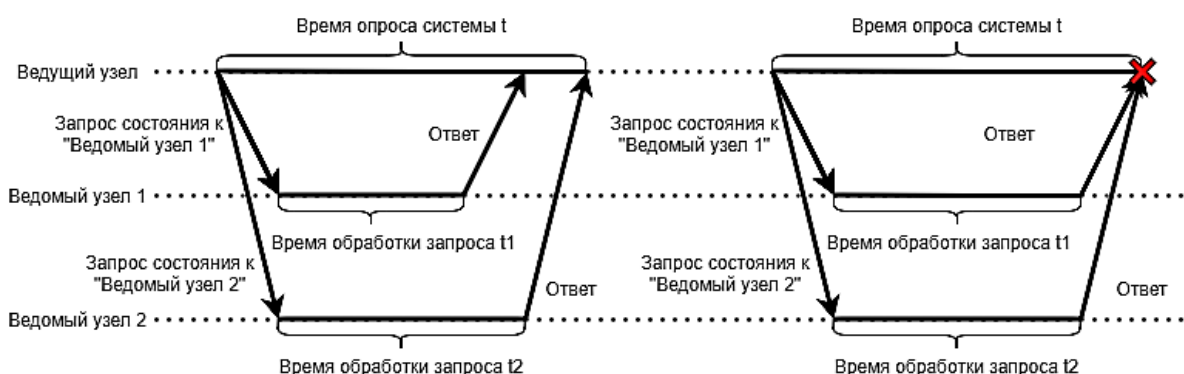 Время опроса системы t
Ведущий узел
Запрос состояния к
"Ведомый узел 1"
Ответ
Ведомый узел 1
Время обработки запроса t1
Запрос состояния к
"Ведомый узел 2"
Ответ
Ведомый узел 2
Время обработки запроса t2
Время опроса системы t
Запрос состояния к
"Ведомый узел 1"
Ответ
Время обработки запроса t1
Запрос состояния к
"Ведомый узел 2"
Ответ
Время обработки запроса t2